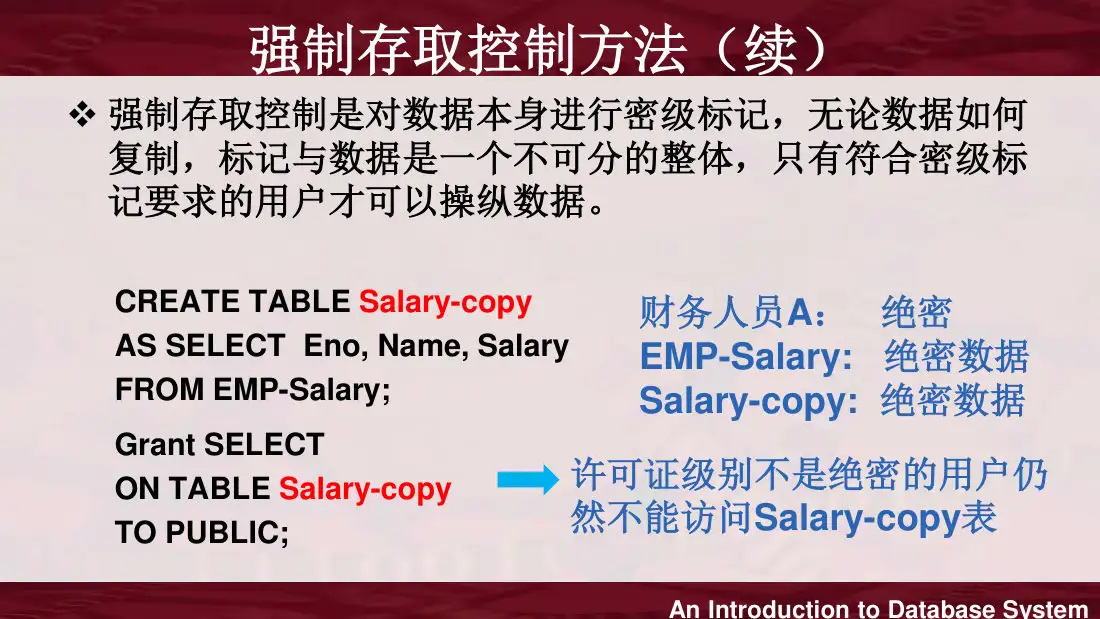 强制存取控制方法（续）
❖ 强制存取控制是对数据本身进行密级标记，无论数据如何
复制，标记与数据是一个不可分的整体，只有符合密级标
记要求的用户才可以操纵数据。
CREATE TABLE Salary-copy
AS SELECT Eno, Name, Salary
FROM EMP-Salary;
Grant SELECT
ON TABLE Salary-copy
TO PUBLIC;
财务人员A： 绝密
EMP-Salary: 绝密数据
Salary-copy: 绝密数据
许可证级别不是绝密的用户仍
然不能访问Salary-copy表
An Introduction to Database System